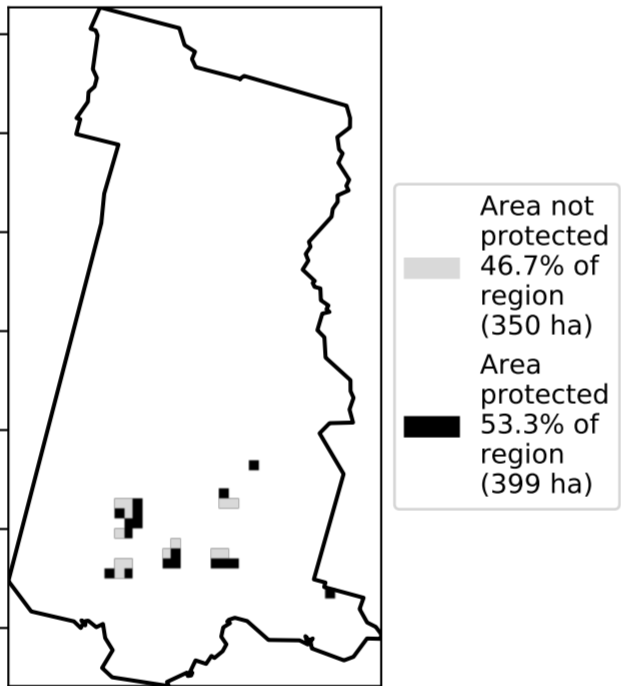 Area not
protected
46.7% of
region
(350 ha)
Area
protected
53.3% of
region
(399 ha)